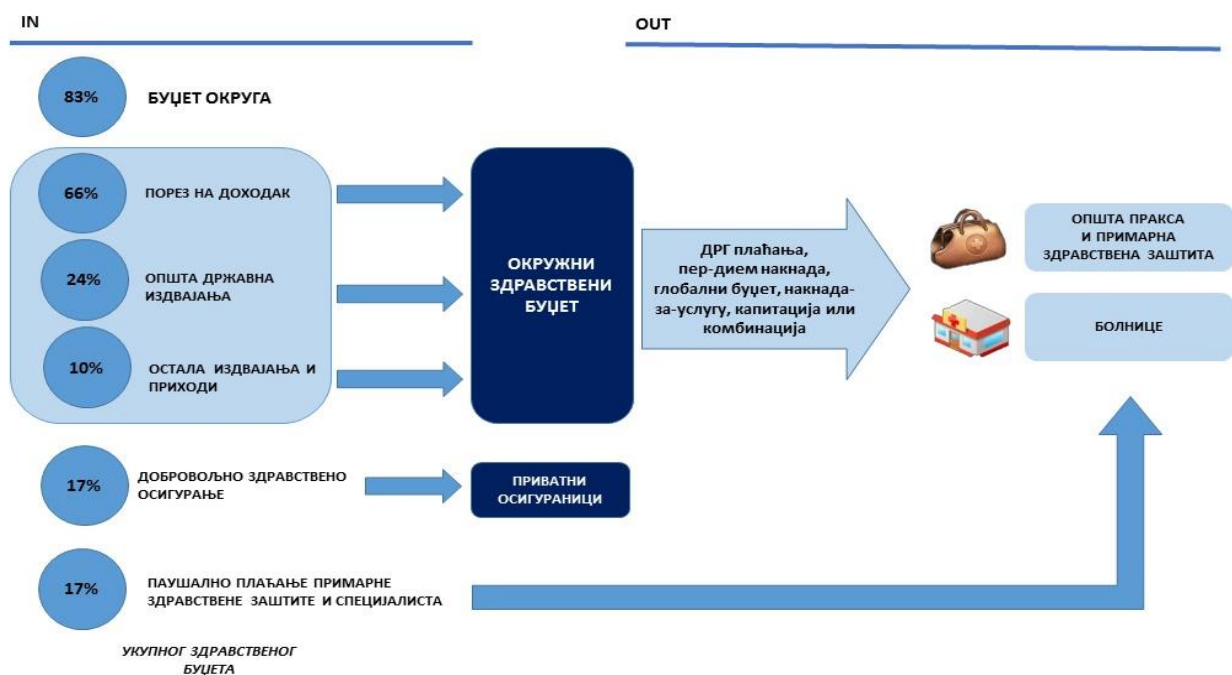 IN
OUT
83%
БУЏЕТ ОКРУГА
66%
ПОРЕЗ НА ДОХОДАК
24%
ОПШТА ДРЖАВНА
ИЗДВАЈАЊА
10%
ОСТАЛА ИЗДВАЈАЊА И
ПРИХОДИ
ОКРУЖНИ
ЗДРАВСТВЕНИ
БУЏЕТ
ДРГ плаћања,
пер-дием накнада,
глобални буџет, накнада-
за-услугу, капитација или
комбинација
ОПШТА ПРАКСА
И ПРИМАРНА
ЗДРАВСТВЕНА ЗАШТИТА
БОЛНИЦЕ
17%
ДОБРОВОЉНО ЗДРАВСТВЕНО
ОСИГУРАЊЕ
ПРИВАТНИ
ОСИГУРАНИЦИ
17%
ПАУШАЛНО ПЛАЋАЊЕ ПРИМАРНЕ
ЗДРАВСТВЕНЕ ЗАШТИТЕ И СПЕЦИЈАЛИСТА
УКУПНОГ ЗДРАВСТВЕНОГ
БУЏЕТА